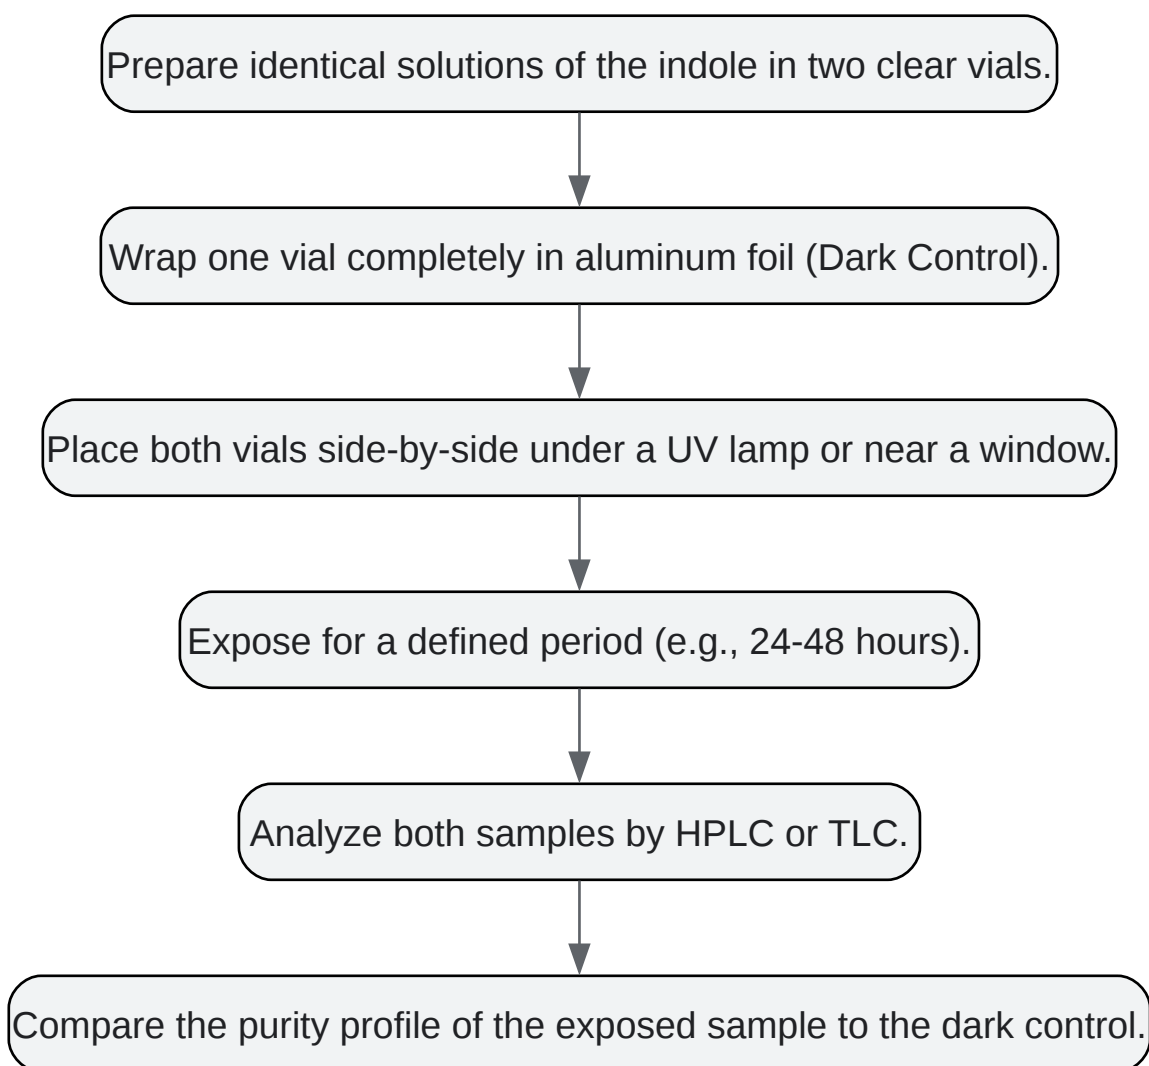 Prepare identical solutions of the indole in two clear vials.
Wrap one vial completely in aluminum foil (Dark Control).
Place both vials side-by-side under a UV lamp or near a window.
Expose for a defined period (e.g., 24-48 hours).
Analyze both samples by HPLC or TLC.
Compare the purity profile of the exposed sample to the dark control.